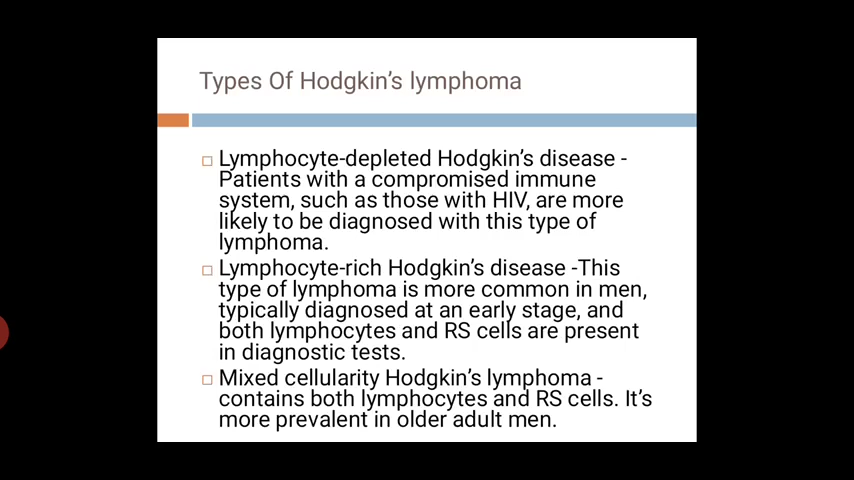 Types Of Hodgkin's lymphoma
Lymphocyte-depleted Hodgkin's disease -
Patients with a compromised immune
system, such as those with HIV, are more
likely to be diagnosed with this type of
lymphoma.
Lymphocyte-rich Hodgkin's disease -This
type of lymphoma is more common in men,
typically diagnosed at an early stage, and
both lymphocytes and RS cells are present
in diagnostic tests.
Mixed cellularity Hodgkin's lymphoma -
contains both lymphocytes and RS cells. It's
more prevalent in older adult men.